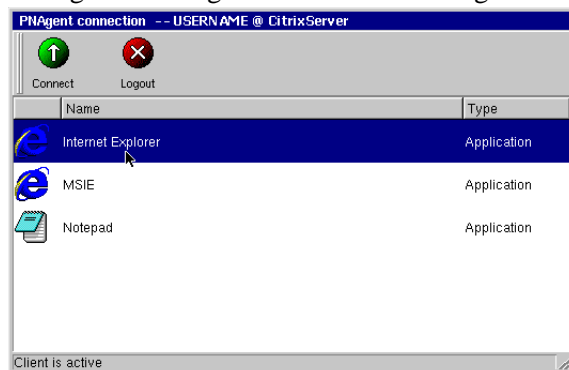 PNAgent connection -- USERNAME @ CitrixServer
Connect Logout
Name Type
Internet Explorer Application
MSIE Application
Notepad Application
Client is active